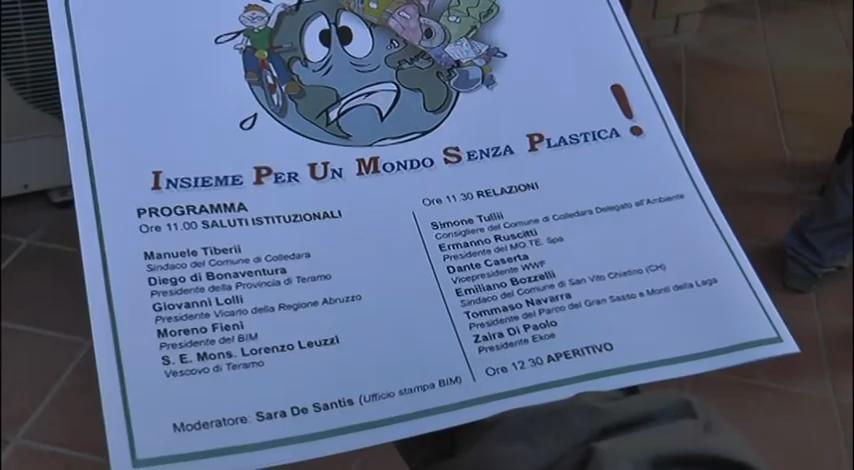 INSIEME PER UN MONDO SENZA PLASTICA!
PROGRAMMA
Ore 11.00 SALUTI ISTITUZIONALI
Manuele Tiberii
Sindaco del Comune di Colledara
Diego di Bonaventura
Presidente della Provincia di Teramo
Giovanni Lolli
Presidente Vicario della Regione Abruzzo
Moreno Fieni
Presidente del BIM
S. E. Mons. Lorenzo Leuzzi
Vescovo di Teramo
Moderatore: Sara De Santis (Ufficio stampa BIM)
Ore 11.30 RELAZIONI
Simone Tullii
Consigliere del Comune di Colledara Delegato all'Ambiente
Ermanno Ruscitti
Presidente del MO.TE. Spa
Dante Caserta
Vicepresidente WWF
Emiliano Bozzelli
Sindaco del Comune di San Vito Chietino (CH)
Tommaso Navarra
Presidente del Parco del Gran Sasso e Monti della Laga
Zaira Di Paolo
Presidente Ekoe
Ore 12.30 APERITIVO